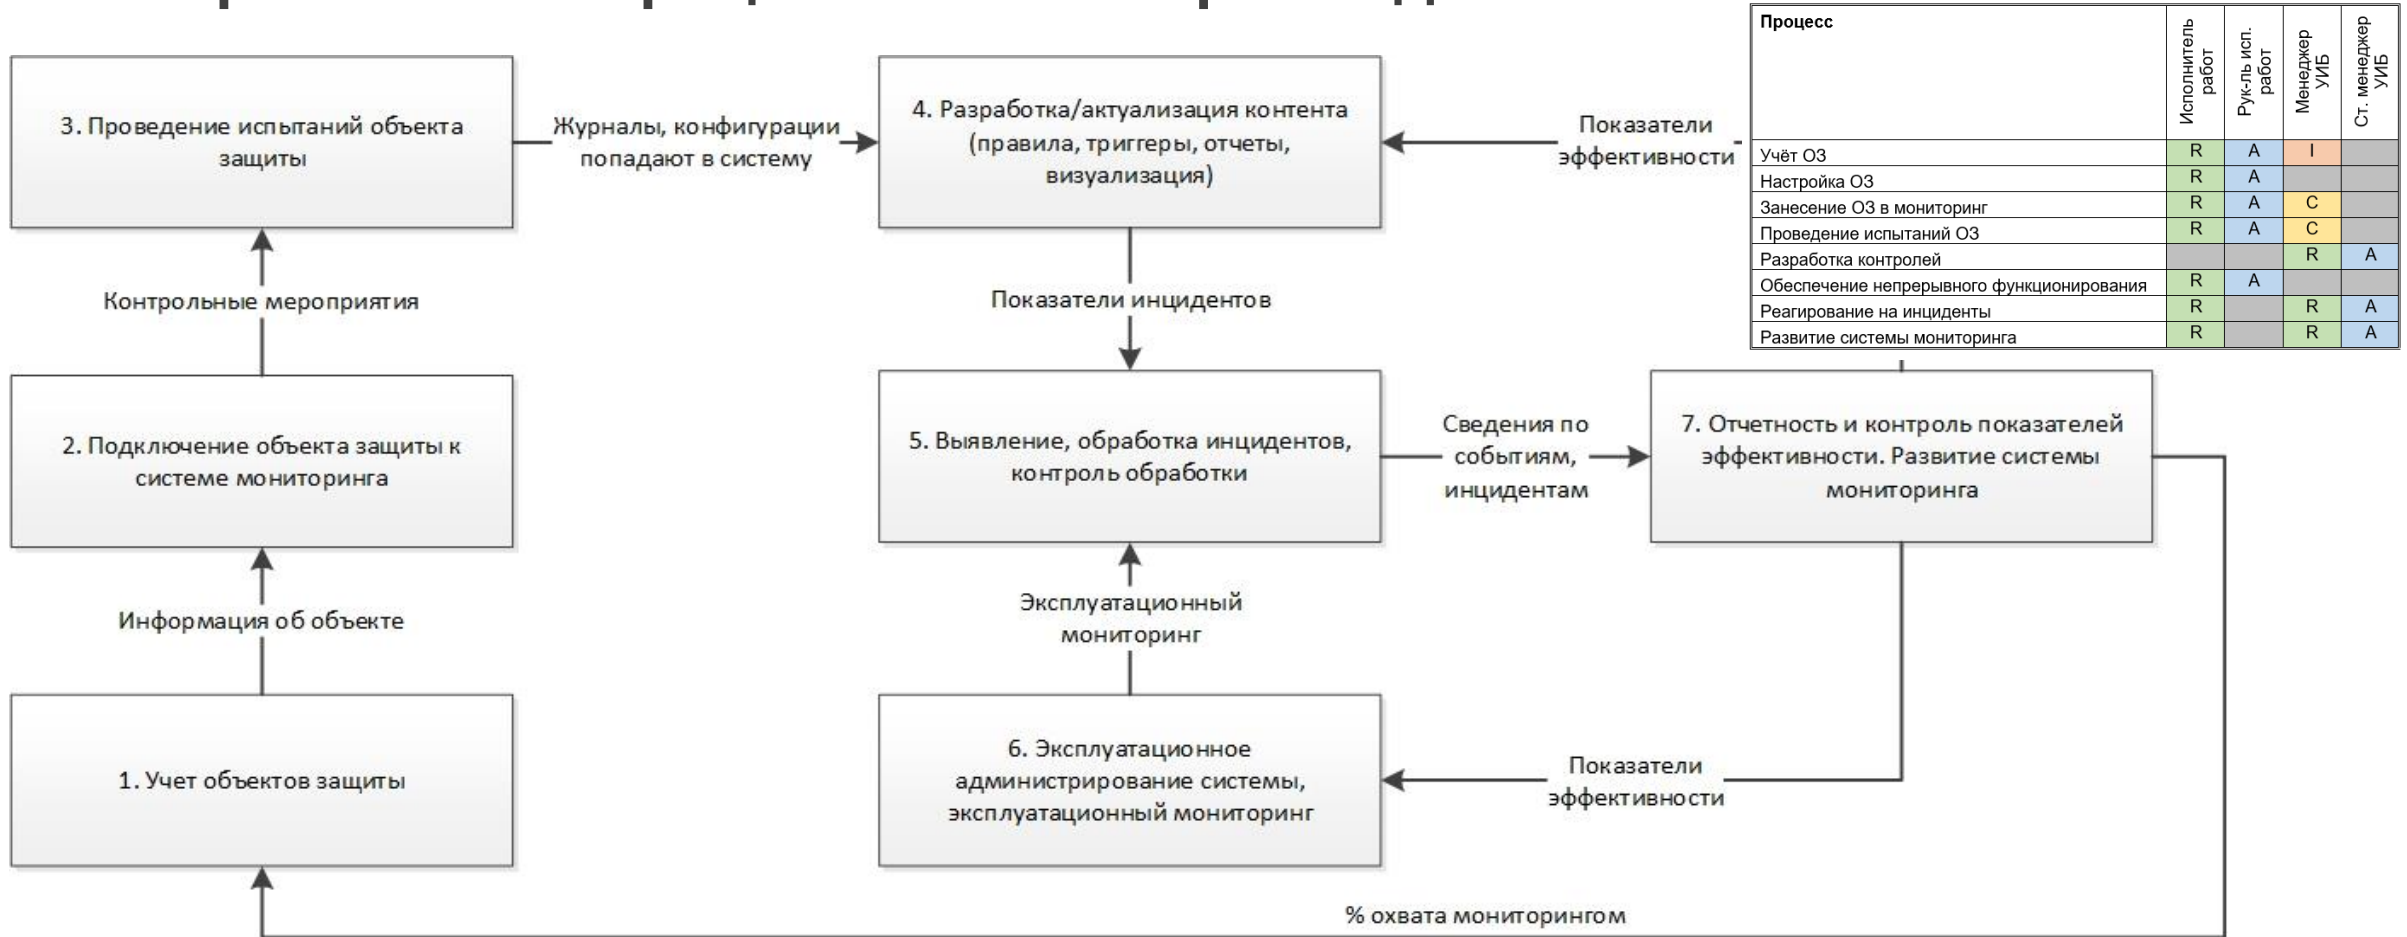 3. Проведение испытаний объекта
защиты
Журналы, конфигурации
попадают в систему
4. Разработка/актуализация контента
(правила, триггеры, отчеты,
визуализация)
Показатели
эффективности
Контрольные мероприятия
Показатели инцидентов
2. Подключение объекта защиты к
системе мониторинга
5. Выявление, обработка инцидентов,
контроль обработки
Сведения по
событиям,
инцидентам
7. Отчетность и контроль показателей
эффективности. Развитие системы
мониторинга
Информация об объекте
Эксплуатационный
мониторинг
1. Учет объектов защиты
6. Эксплуатационное
администрирование системы,
эксплуатационный мониторинг
Показатели
эффективности
% охвата мониторингом
Процесс
Исполнитель
работ
Рук-ль исп.
работ
Менеджер
УИБ
Ст. менеджер
УИБ
Учёт ОЗ R A I
Настройка ОЗ R A
Занесение ОЗ в мониторинг R A C
Проведение испытаний ОЗ R A C
Разработка контролей R A
Обеспечение непрерывного функционирования R A
Реагирование на инциденты R R A
Развитие системы мониторинга R R A